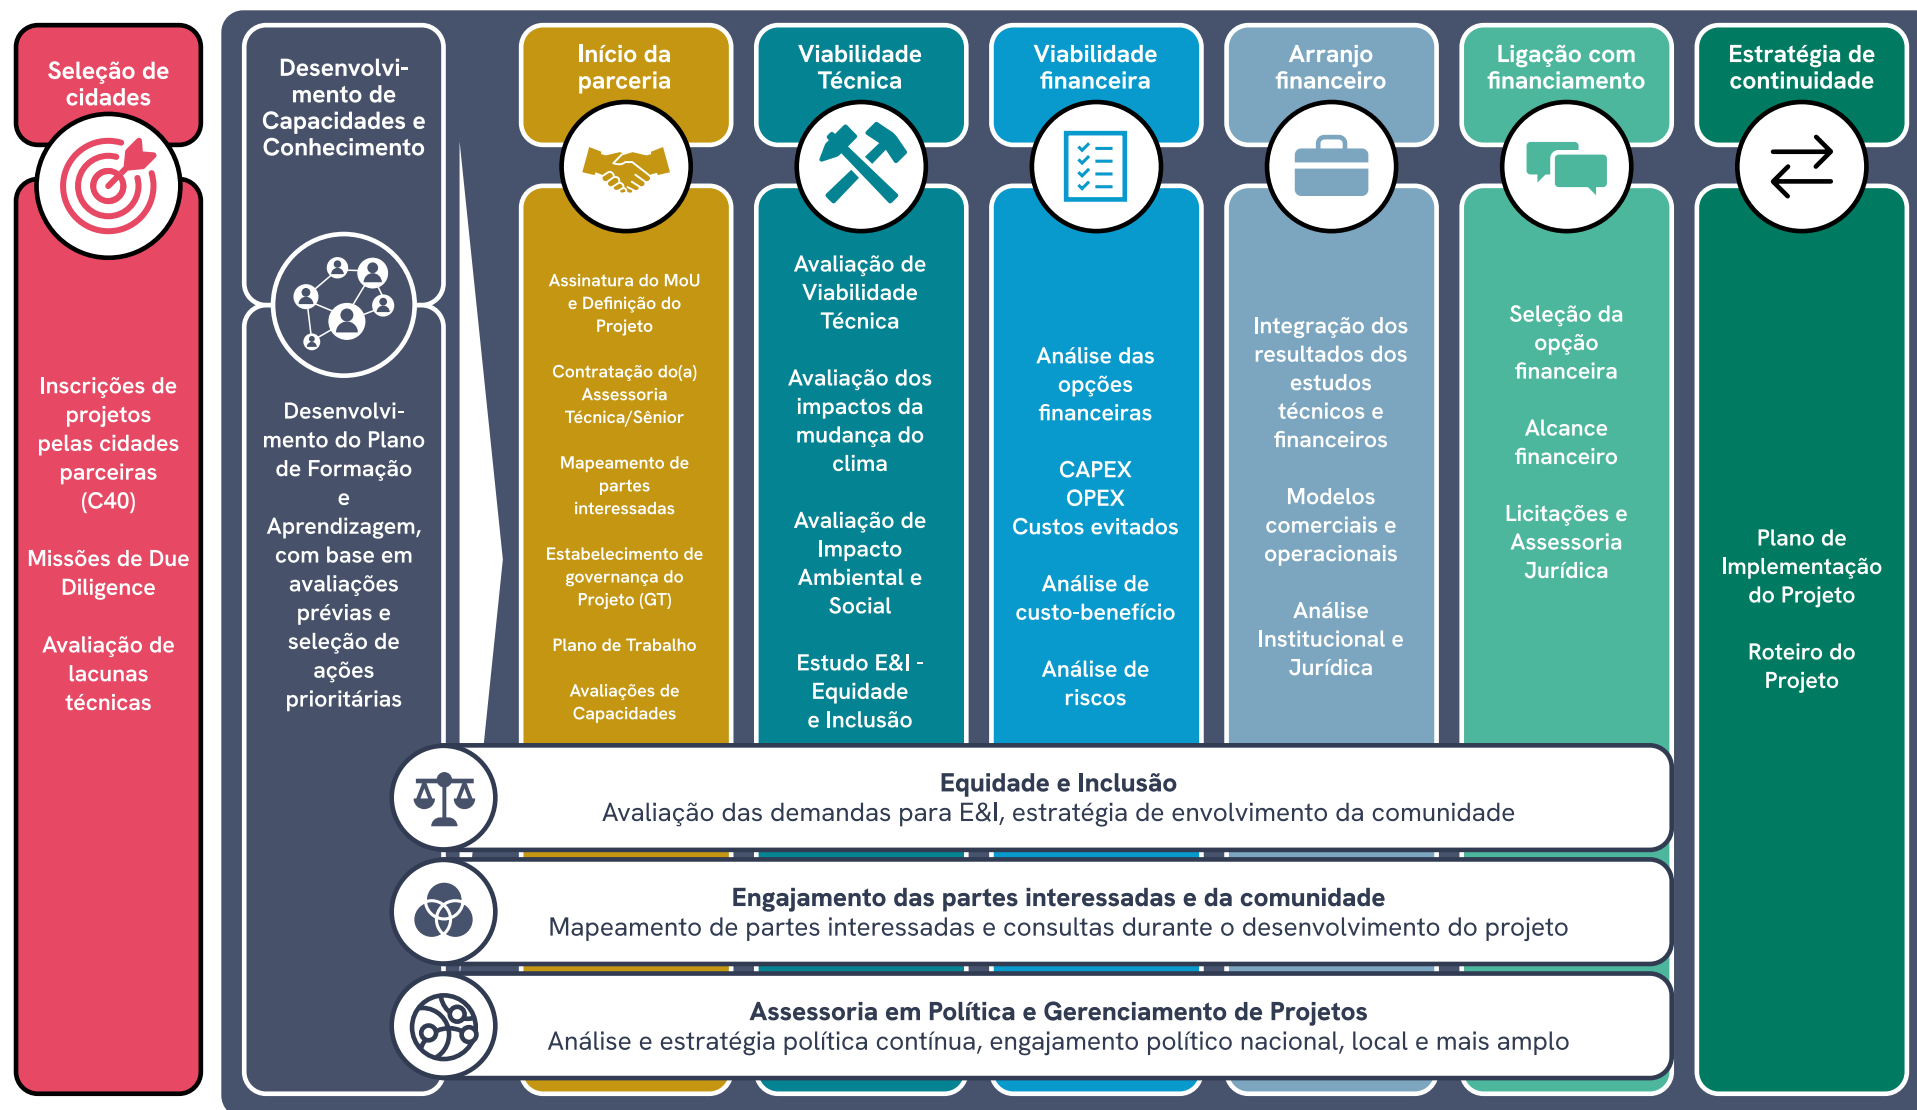 Seleção de
cidades
Inscrições de
projetos
pelas cidades
parceiras
(C40)
Missões de Due
Diligence
Avaliação de
lacunas
técnicas
Desenvolvi-
mento de
Capacidades e
Conhecimento
Desenvolvi-
mento do Plano
de Formação
e
Aprendizagem,
com base em
avaliações
prévias e
seleção de
ações
prioritárias
Início da
parceria
Assinatura do MoU
e Definição do
Projeto
Contratação do(a)
Assessoria
Técnica/Sênior
Mapeamento de
partes
interessadas
Estabelecimento de
governança do
Projeto (GT)
Plano de Trabalho
Avaliações de
Capacidades
Viabilidade
Técnica
Avaliação de
Viabilidade
Técnica
Avaliação dos
impactos da
mudança do
clima
Avaliação de
Impacto
Ambiental e
Social
Estudo E&I -
Equidade
e Inclusão
Viabilidade
financeira
Análise das
opções
financeiras
CAPEX
OPEX
Custos evitados
Análise de
custo-benefício
Análise de
riscos
Arranjo
financeiro
Integração dos
resultados dos
estudos
técnicos e
financeiros
Modelos
comerciais e
operacionais
Análise
Institucional e
Jurídica
Ligação com
financiamento
Seleção da
opção
financeira
Alcance
financeiro
Licitações e
Assessoria
Jurídica
Estratégia de
continuidade
Plano de
Implementação
do Projeto
Roteiro do
Projeto
Equidade e Inclusão
Avaliação das demandas para E&I, estratégia de envolvimento da comunidade
Engajamento das partes interessadas e da comunidade
Mapeamento de partes interessadas e consultas durante o desenvolvimento do projeto
Assessoria em Política e Gerenciamento de Projetos
Análise e estratégia política contínua, engajamento político nacional, local e mais amplo